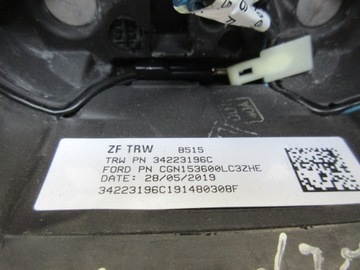 ZF TRW B515
TRW PN 34223196C
FORD PN CGN153600LC3ZHE
DATE: 28/05/2019
34223196C191480308F